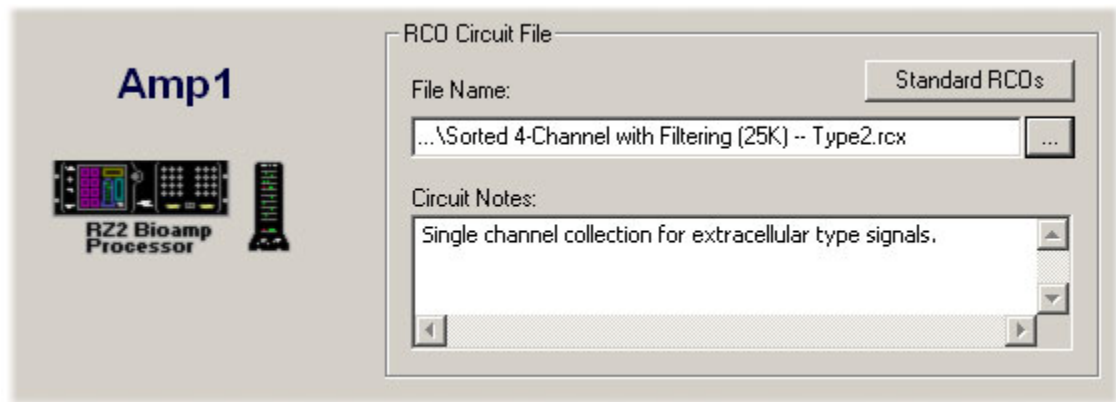 Amp1
RZ2 Bioamp
Processor
RCO Circuit File
File Name:
Standard RCOs
...\Sorted 4-Channel with Filtering (25K) -- Type2.rcx
...
Circuit Notes:
Single channel collection for extracellular type signals.